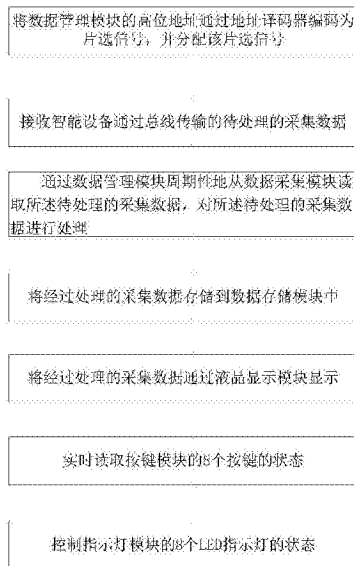 将数据管理模块的高位地址通过地址译码器编码为
片选信号，并分配该片选信号
接收智能设备通过总线传输的待处理的采集数据
通过数据管理模块周期性地从数据采集模块读
取所述待处理的采集数据，对所述待处理的采集数
据进行处理
将经过处理的采集数据存储到数据存储模块中
将经过处理的采集数据通过液晶显示模块显示
实时读取按键模块的8个按键的状态
控制指示灯模块的8个LED指示灯的状态